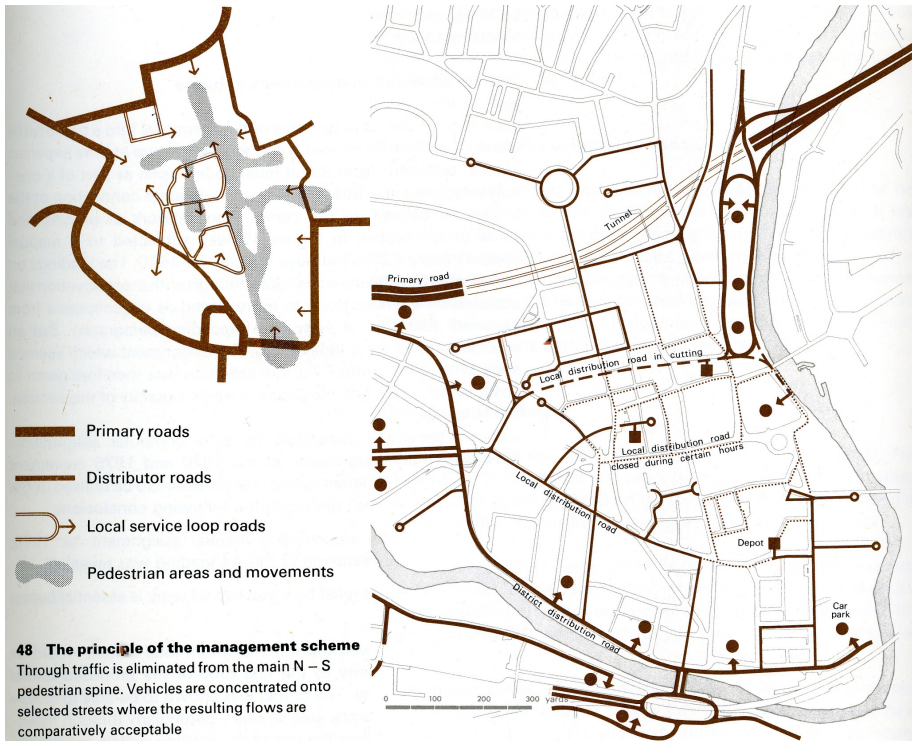 Primary roads
Distributor roads
Local service loop roads
Pedestrian areas and movements
48 The principle of the management scheme
Through traffic is eliminated from the main N – S
pedestrian spine. Vehicles are concentrated onto
selected streets where the resulting flows are
comparatively acceptable
Tunnel
Primary road
Local distribution road in cutting
Local distribution road
closed during certain hours
Local distribution road
Depot
District distribution road
Car
park
0 100 200 300 yards